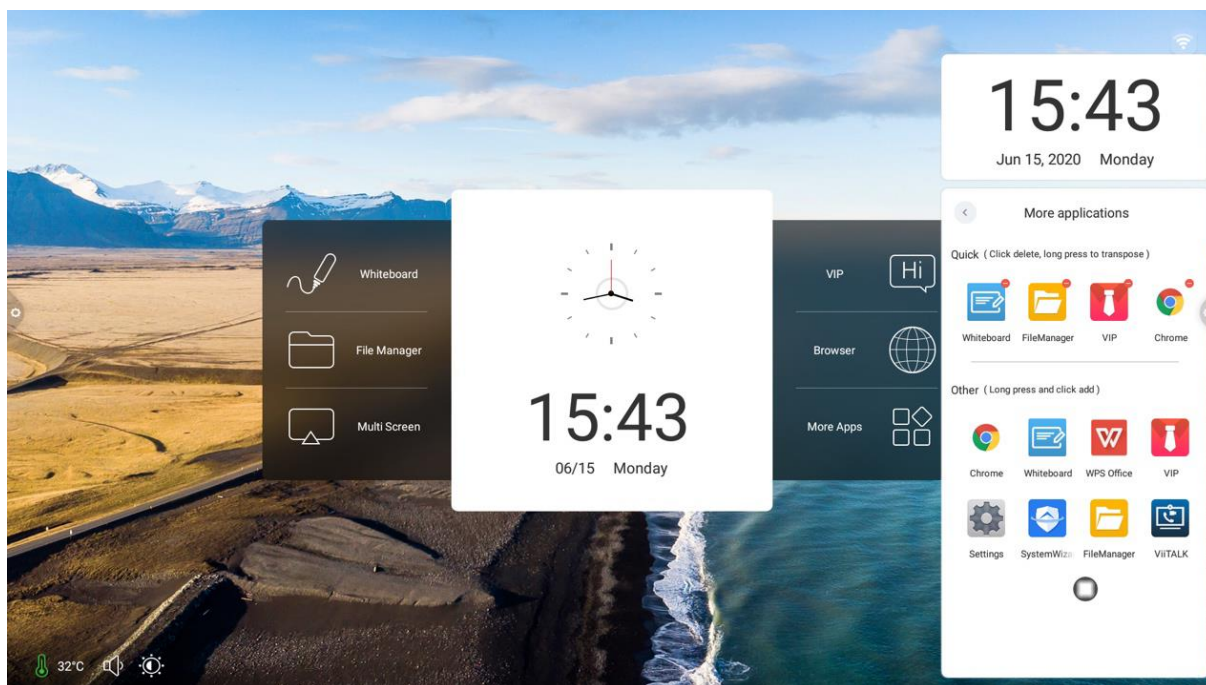 15:43
Jun 15, 2020 Monday
More applications
Quick ( Click delete, long press to transpose )
Whiteboard FileManager VIP Chrome
Other ( Long press and click add )
Chrome Whiteboard WPS Office VIP
Settings SystemWiza FileManager ViiTALK
Whiteboard
File Manager
Multi Screen
15:43
06/15 Monday
VIP Hi
Browser
More Apps
32°C